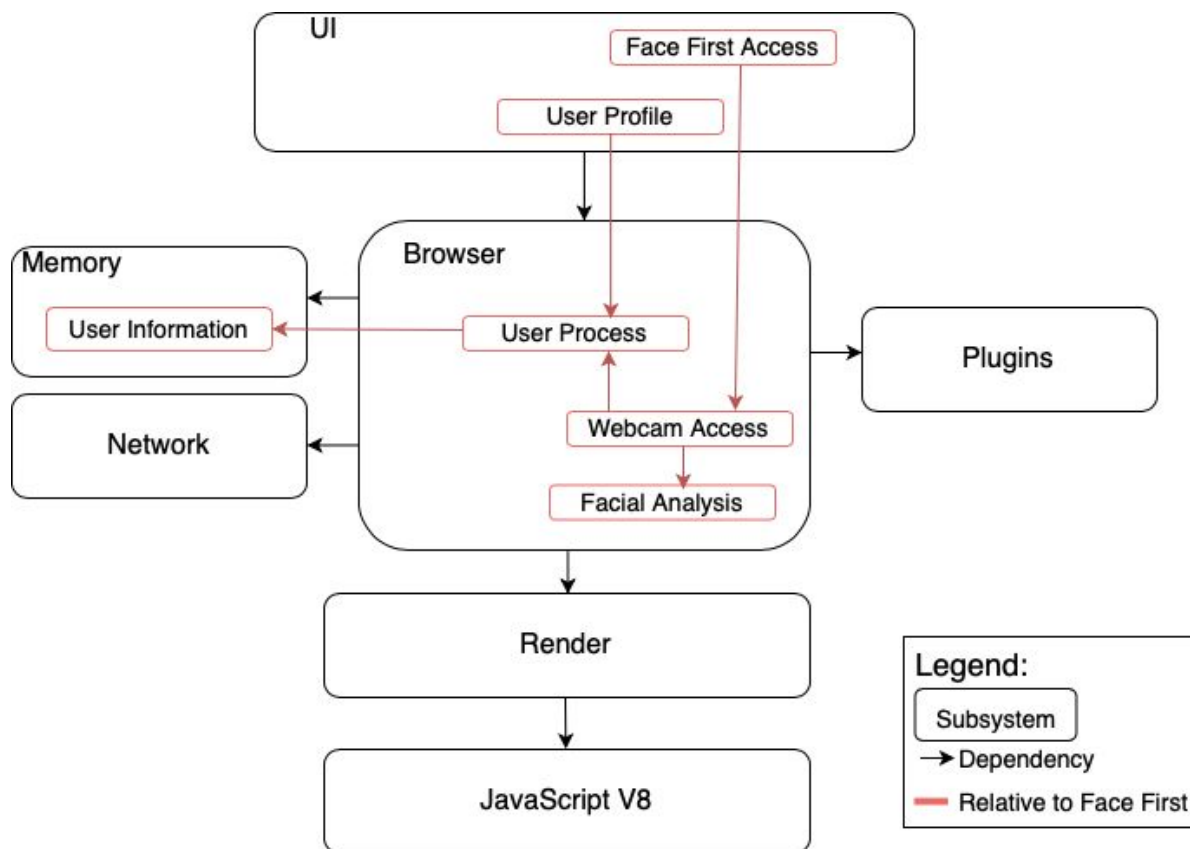 UI
Face First Access
User Profile
Browser
Memory
User Information
User Process
Plugins
Network
Webcam Access
Facial Analysis
Render
JavaScript V8
Legend:
Subsystem
Dependency
Relative to Face First